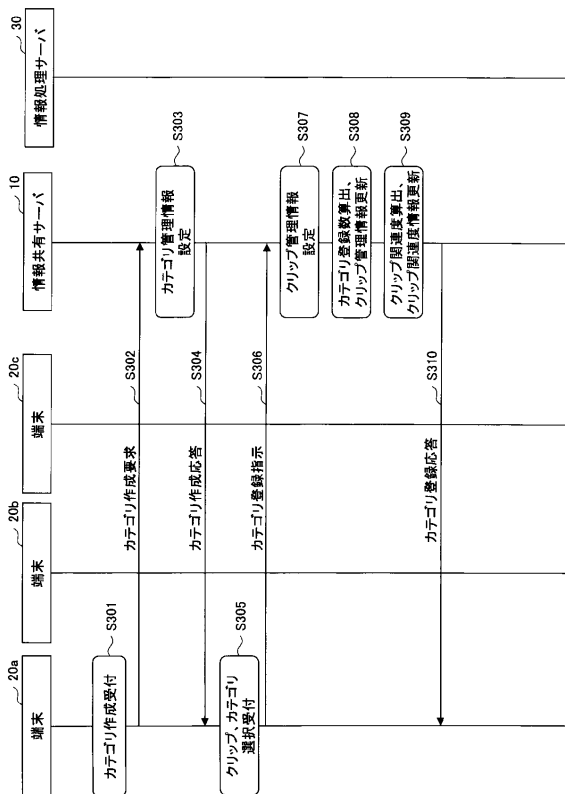 20a
端末
20b
端末
20c
端末
10
情報共有サーバ
30
情報処理サーバ
カテゴリ作成受付
S301
カテゴリ作成要求
S302
カテゴリ管理情報
設定
S303
カテゴリ作成応答
S304
クリップ、カテゴリ
選択受付
S305
カテゴリ登録指示
S306
クリップ管理情報
設定
S307
カテゴリ登録数算出、
クリップ管理情報更新
S308
クリップ関連度算出、
クリップ関連度情報更新
S309
カテゴリ登録応答
S310